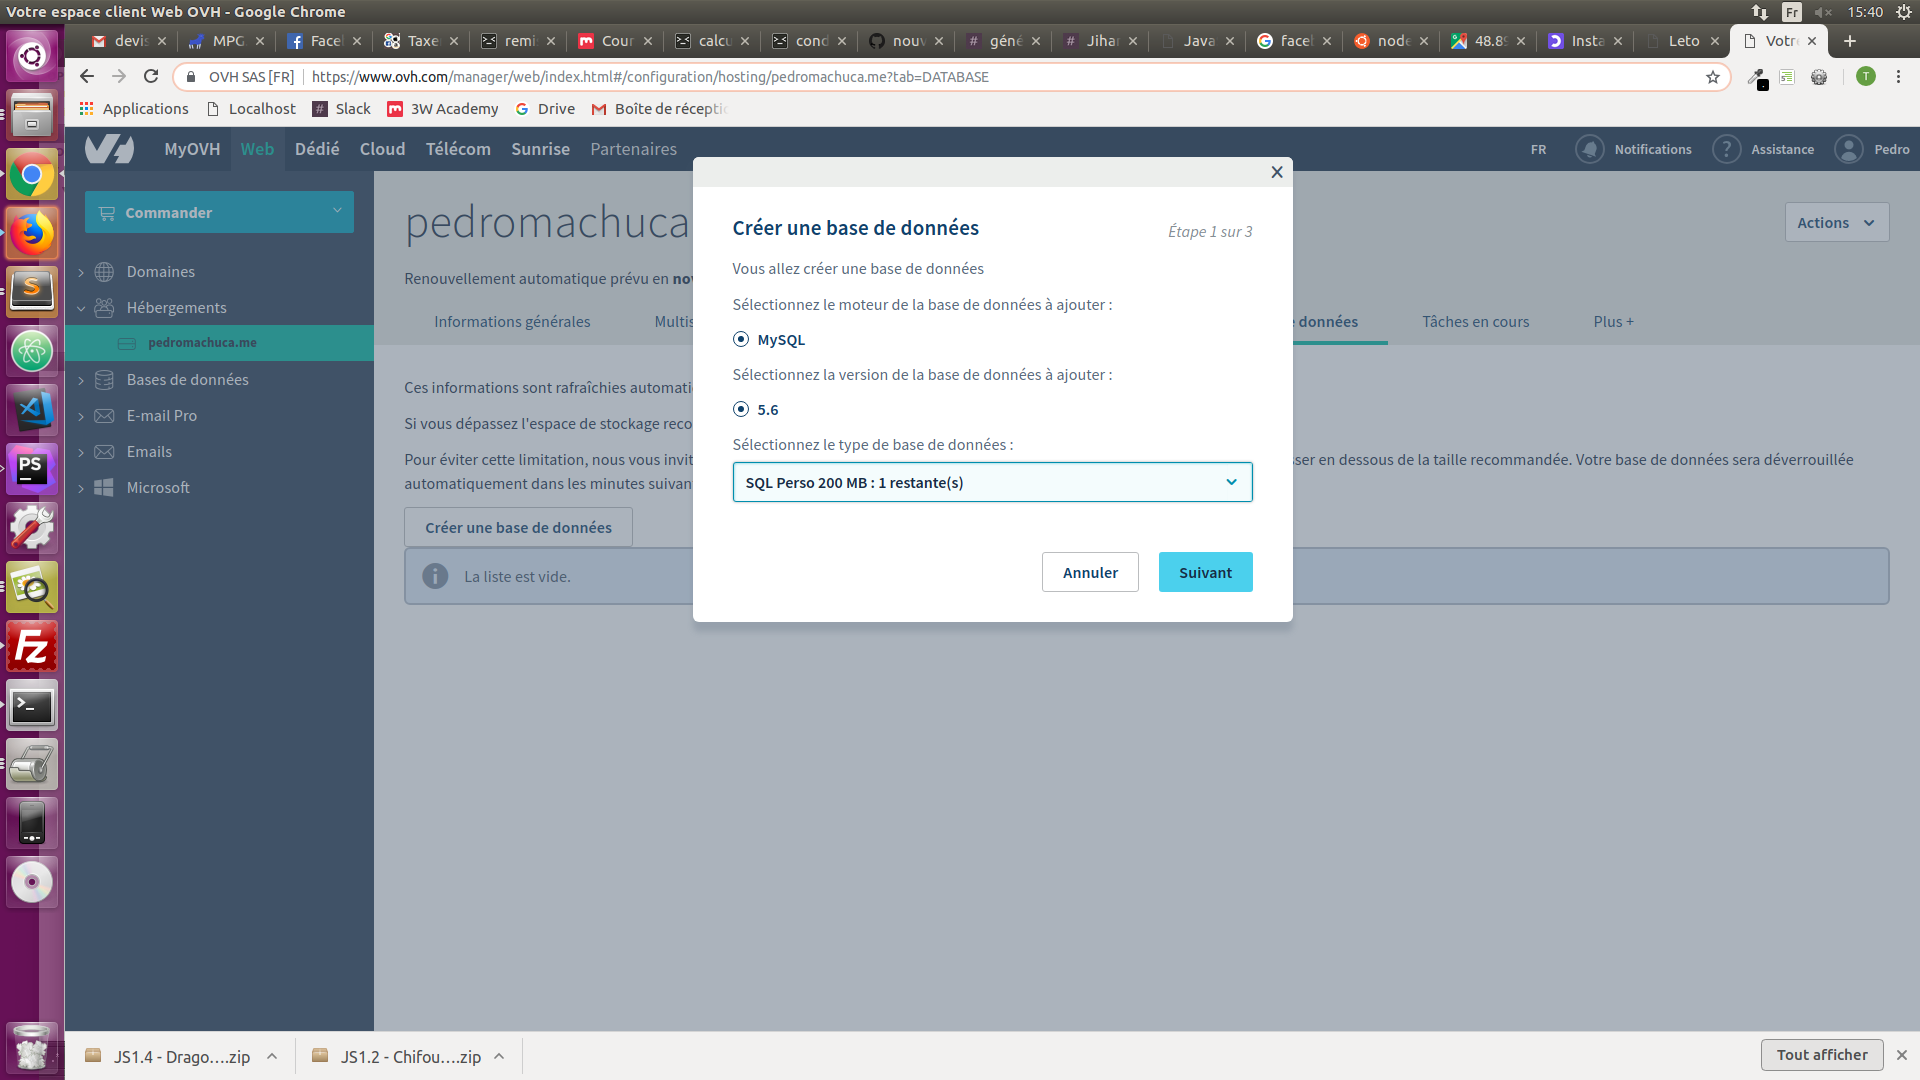 Votre espace client Web OVH - Google Chrome
Fr
15:40
devis
MPG
Facel
Taxe
remi
Cour
calcu
cond
nouv
géné
Jihar
Java
facel
node
48.89
Insta
Leto
Votre
OVH SAS [FR]
https://www.ovh.com/manager/web/index.html#/configuration/hosting/pedromachuca.me?tab=DATABASE
T
Applications
Localhost
Slack
3W Academy
Drive
Boîte de récepti
MyOVH
Web
Dédié
Cloud
Télécom
Sunrise
Partenaires
FR
Notifications
Assistance
Pedro
Commander
Domaines
Hébergements
pedromachuca.me
Bases de données
E-mail Pro
Emails
Microsoft
pedromachuca
Actions
Renouvellement automatique prévu en nov
Informations générales
Multis
données
Tâches en cours
Plus +
Ces informations sont rafraîchies automati
Si vous dépassez l'espace de stockage reco
Pour éviter cette limitation, nous vous invit
ser en dessous de la taille recommandée. Votre base de données sera déverrouillée
automatiquement dans les minutes suivan
Créer une base de données
La liste est vide.
Créer une base de données
Étape 1 sur 3
Vous allez créer une base de données
Sélectionnez le moteur de la base de données à ajouter :
MySQL
Sélectionnez la version de la base de données à ajouter :
5.6
Sélectionnez le type de base de données :
SQL Perso 200 MB : 1 restante(s)
Annuler
Suivant
PS
Fz
JS1.4 - Drago....zip
JS1.2 - Chifou....zip
Tout afficher